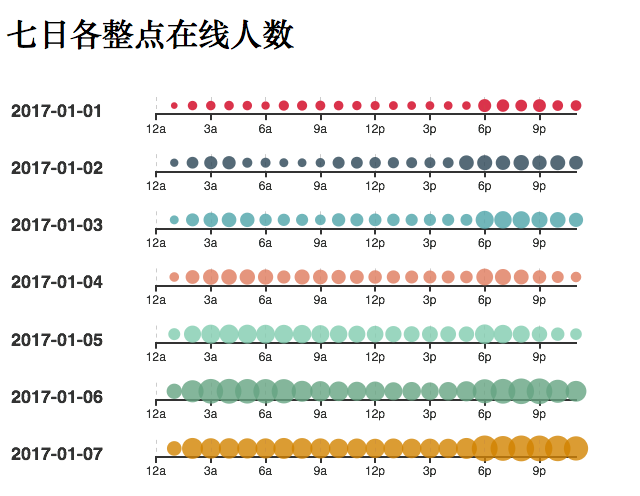 七日各整点在线人数
2017-01-01
12a 3a 6a 9a 12p 3p 6p 9p
2017-01-02
12a 3a 6a 9a 12p 3p 6p 9p
2017-01-03
12a 3a 6a 9a 12p 3p 6p 9p
2017-01-04
12a 3a 6a 9a 12p 3p 6p 9p
2017-01-05
12a 3a 6a 9a 12p 3p 6p 9p
2017-01-06
12a 3a 6a 9a 12p 3p 6p 9p
2017-01-07
12a 3a 6a 9a 12p 3p 6p 9p